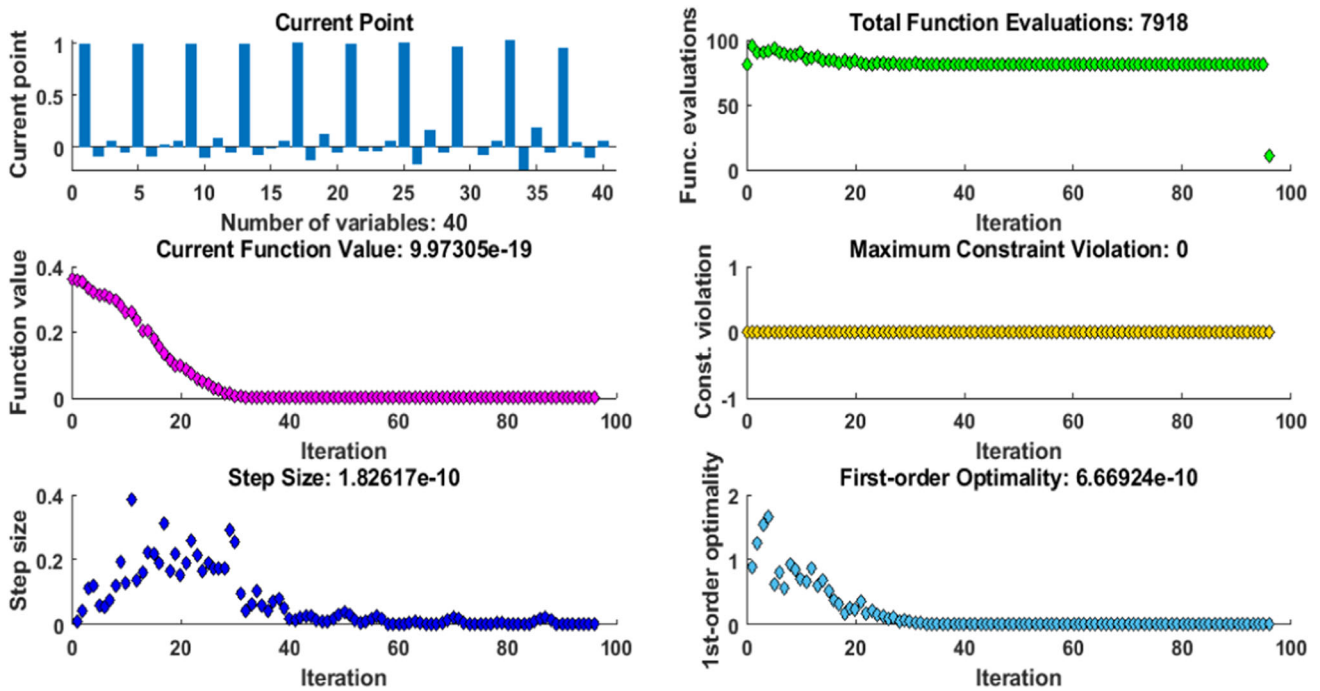 Current Point
Current point
1
0.5
0
0 5 10 15 20 25 30 35 40
Number of variables: 40
Total Function Evaluations: 7918
Func. evaluations
100
50
0
0 20 40 60 80 100
Iteration
Current Function Value: 9.97305e-19
Function value
0.4
0.2
0
0 20 40 60 80 100
Iteration
Maximum Constraint Violation: 0
Const. violation
1
0
-1
0 20 40 60 80 100
Iteration
Step Size: 1.82617e-10
Step size
0.4
0.2
0
0 20 40 60 80 100
Iteration
First-order Optimality: 6.66924e-10
1st-order optimality
2
1
0
0 20 40 60 80 100
Iteration